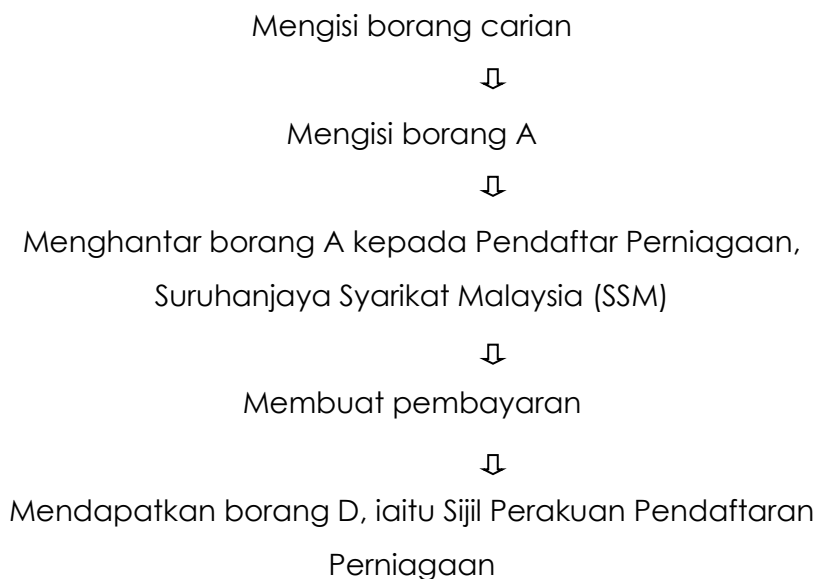 Mengisi borang carian
⇩
Mengisi borang A
⇩
Menghantar borang A kepada Pendaftar Perniagaan,
Suruhanjaya Syarikat Malaysia (SSM)
⇩
Membuat pembayaran
⇩
Mendapatkan borang D, iaitu Sijil Perakuan Pendaftaran
Perniagaan